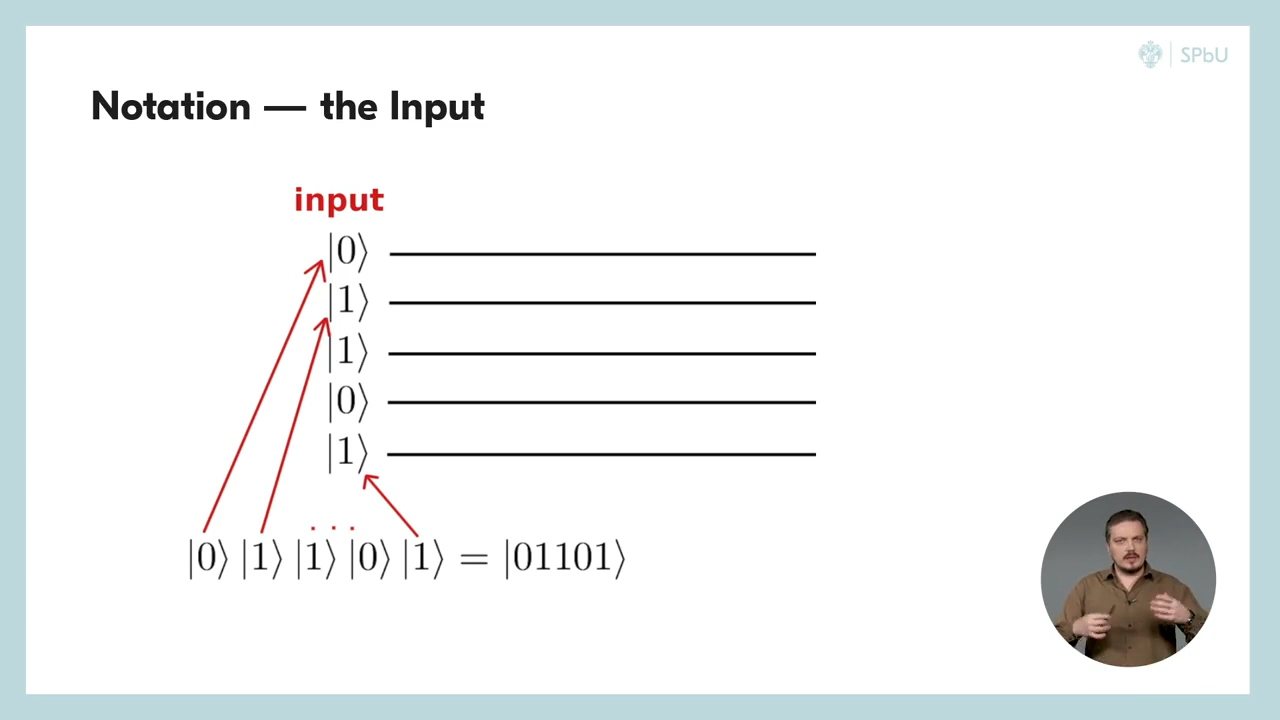 SPbU
Notation — the Input
input
|0⟩
|1⟩
|1⟩
|0⟩
|1⟩
. . .
|0⟩ |1⟩ |1⟩ |0⟩ |1⟩ = |01101⟩